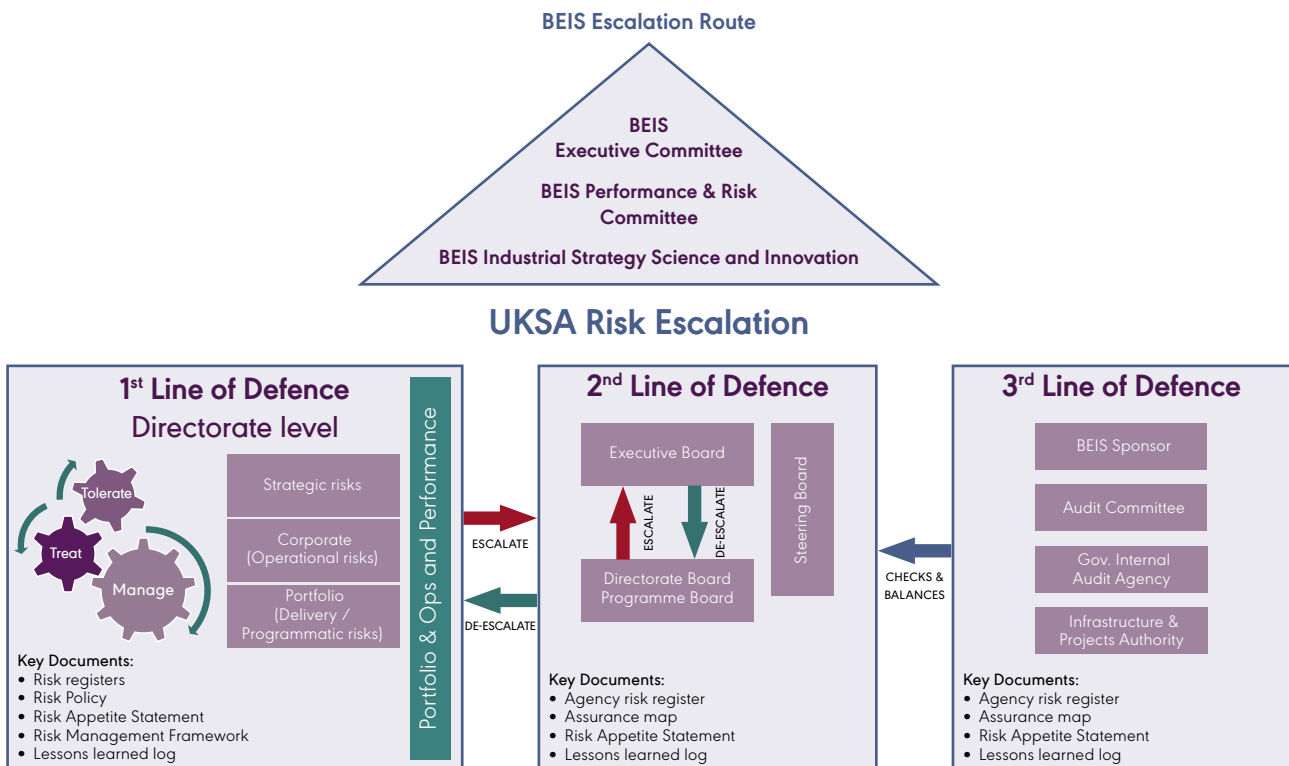 BEIS Escalation Route
BEIS
Executive Committee
BEIS Performance & Risk
Committee
BEIS Industrial Strategy Science and Innovation
UKSA Risk Escalation
1st Line of Defence
Directorate level
Tolerate
Treat
Manage
Strategic risks
Corporate
(Operational risks)
Portfolio
(Delivery /
Programmatic risks)
Portfolio & Ops and Performance
Key Documents:
• Risk registers
• Risk Policy
• Risk Appetite Statement
• Risk Management Framework
• Lessons learned log
ESCALATE
DE-ESCALATE
2nd Line of Defence
Executive Board
ESCALATE
DE-ESCALATE
Directorate Board
Programme Board
Steering Board
Key Documents:
• Agency risk register
• Assurance map
• Risk Appetite Statement
• Lessons learned log
CHECKS &
BALANCES
3rd Line of Defence
BEIS Sponsor
Audit Committee
Gov. Internal
Audit Agency
Infrastructure &
Projects Authority
Key Documents:
• Agency risk register
• Assurance map
• Risk Appetite Statement
• Lessons learned log